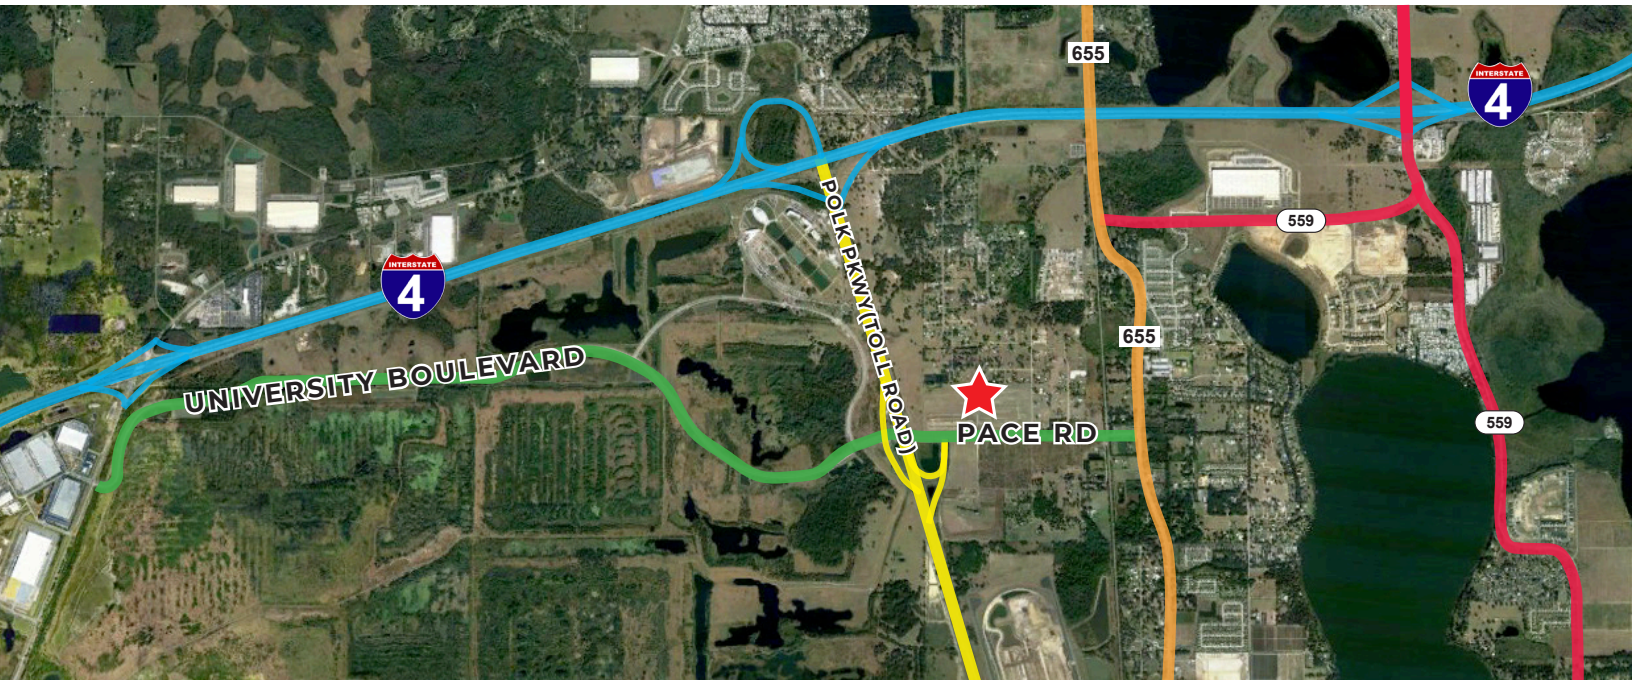 655
INTERSTATE
4
POLK PKWY(TOLL ROAD)
559
INTERSTATE
4
655
UNIVERSITY BOULEVARD
559
PACE RD